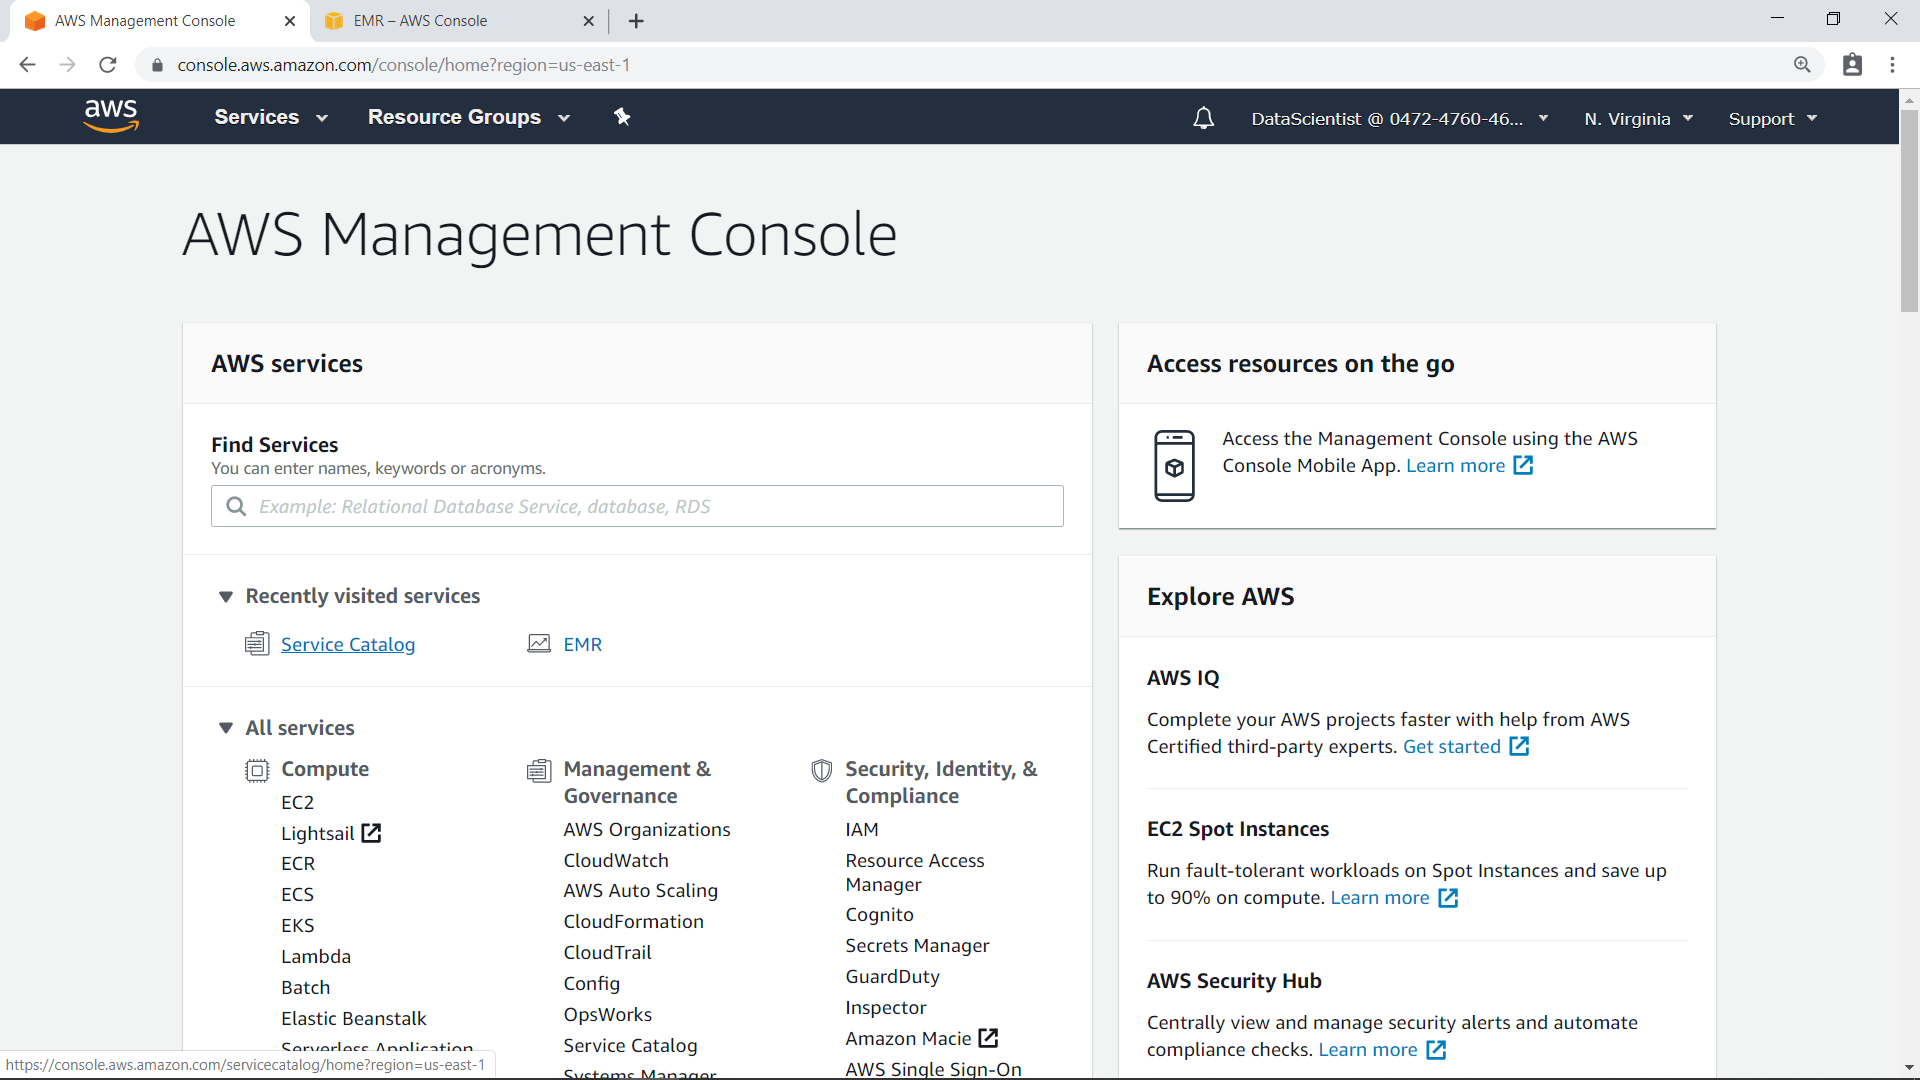 AWS Management Console
EMR – AWS Console
console.aws.amazon.com/console/home?region=us-east-1
aws
Services
Resource Groups
DataScientist @ 0472-4760-46...
N. Virginia
Support
AWS Management Console
AWS services
Find Services
You can enter names, keywords or acronyms.
Example: Relational Database Service, database, RDS
Recently visited services
Service Catalog
EMR
All services
Compute
EC2
Lightsail
ECR
ECS
EKS
Lambda
Batch
Elastic Beanstalk
Serverless Application
Management &
Governance
AWS Organizations
CloudWatch
AWS Auto Scaling
CloudFormation
CloudTrail
Config
OpsWorks
Service Catalog
Systems Manager
Security, Identity, &
Compliance
IAM
Resource Access
Manager
Cognito
Secrets Manager
GuardDuty
Inspector
Amazon Macie
AWS Single Sign-On
Access resources on the go
Access the Management Console using the AWS
Console Mobile App. Learn more
Explore AWS
AWS IQ
Complete your AWS projects faster with help from AWS
Certified third-party experts. Get started
EC2 Spot Instances
Run fault-tolerant workloads on Spot Instances and save up
to 90% on compute. Learn more
AWS Security Hub
Centrally view and manage security alerts and automate
compliance checks. Learn more
https://console.aws.amazon.com/servicecatalog/home?region=us-east-1